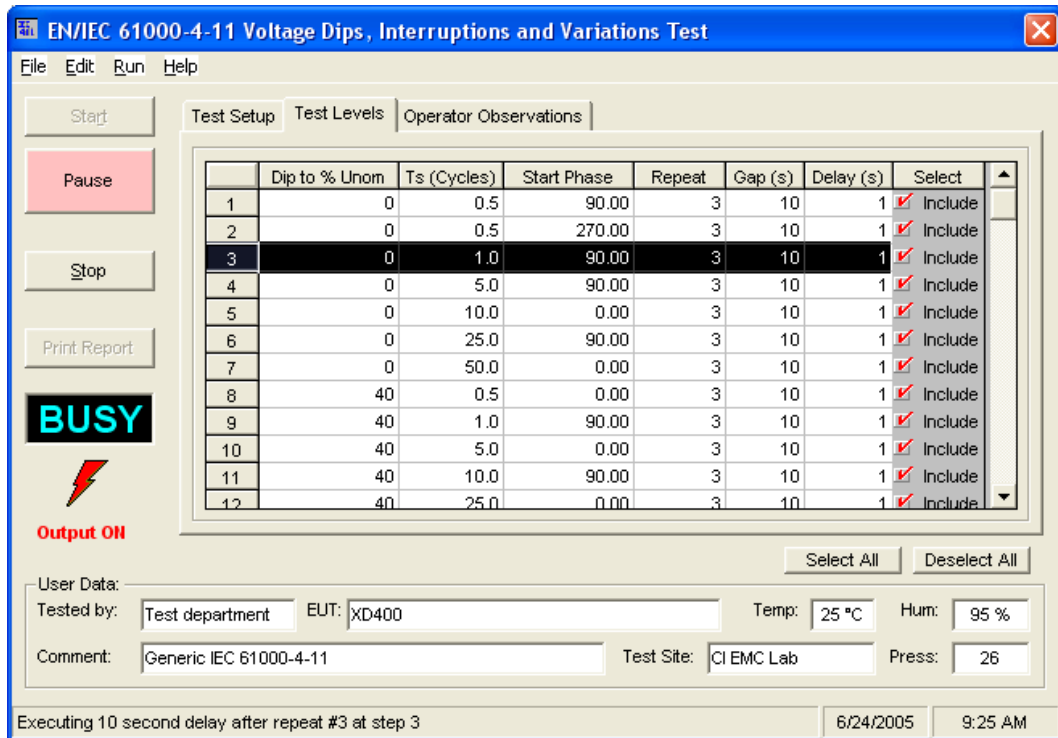 EN/IEC 61000-4-11 Voltage Dips, Interruptions and Variations Test
File Edit Run Help
Start
Pause
Stop
Print Report
BUSY
Output ON
Test Setup Test Levels Operator Observations
Dip to % Unom Ts (Cycles) Start Phase Repeat Gap (s) Delay (s) Select
1 0 0.5 90.00 3 10 1 Include
2 0 0.5 270.00 3 10 1 Include
3 0 1.0 90.00 3 10 1 Include
4 0 5.0 90.00 3 10 1 Include
5 0 10.0 0.00 3 10 1 Include
6 0 25.0 90.00 3 10 1 Include
7 0 50.0 0.00 3 10 1 Include
8 40 0.5 0.00 3 10 1 Include
9 40 1.0 90.00 3 10 1 Include
10 40 5.0 0.00 3 10 1 Include
11 40 10.0 90.00 3 10 1 Include
12 40 25.0 0.00 3 10 1 Include
Select All Deselect All
User Data:
Tested by: Test department EUT: XD400 Temp: 25 °C Hum: 95 %
Comment: Generic IEC 61000-4-11 Test Site: CI EMC Lab Press: 26
Executing 10 second delay after repeat #3 at step 3 6/24/2005 9:25 AM